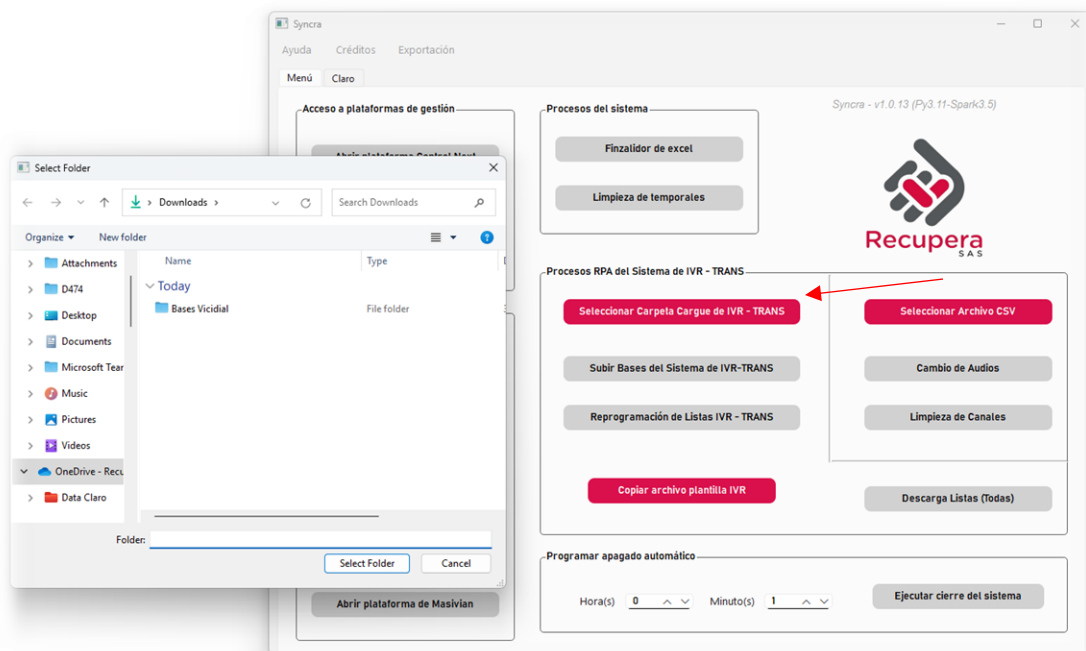 Syncra
Ayuda Créditos Exportación
Menú Claro
Acceso a plataformas de gestión
Procesos del sistema
Finzalidor de excel
Limpieza de temporales
Syncra - v1.0.13 (Py3.11-Spark3.5)
Recupera
SAS
Procesos RPA del Sistema de IVR - TRANS
Seleccionar Carpeta Cargue de IVR - TRANS
Seleccionar Archivo CSV
Subir Bases del Sistema de IVR-TRANS
Cambio de Audios
Reprogramación de Listas IVR - TRANS
Limpieza de Canales
Copiar archivo plantilla IVR
Descarga Listas (Todas)
Programar apagado automático
Hora(s) 0 Minuto(s) 1
Ejecutar cierre del sistema
Abrir plataforma de Masivian
Select Folder
Downloads
Search Downloads
Organize New folder
Name Type
Attachments
D474
Desktop
Documents
Microsoft Tear
Music
Pictures
Videos
OneDrive - Recu
Data Claro
Today
Bases Vicidial File folder
Folder:
Select Folder Cancel